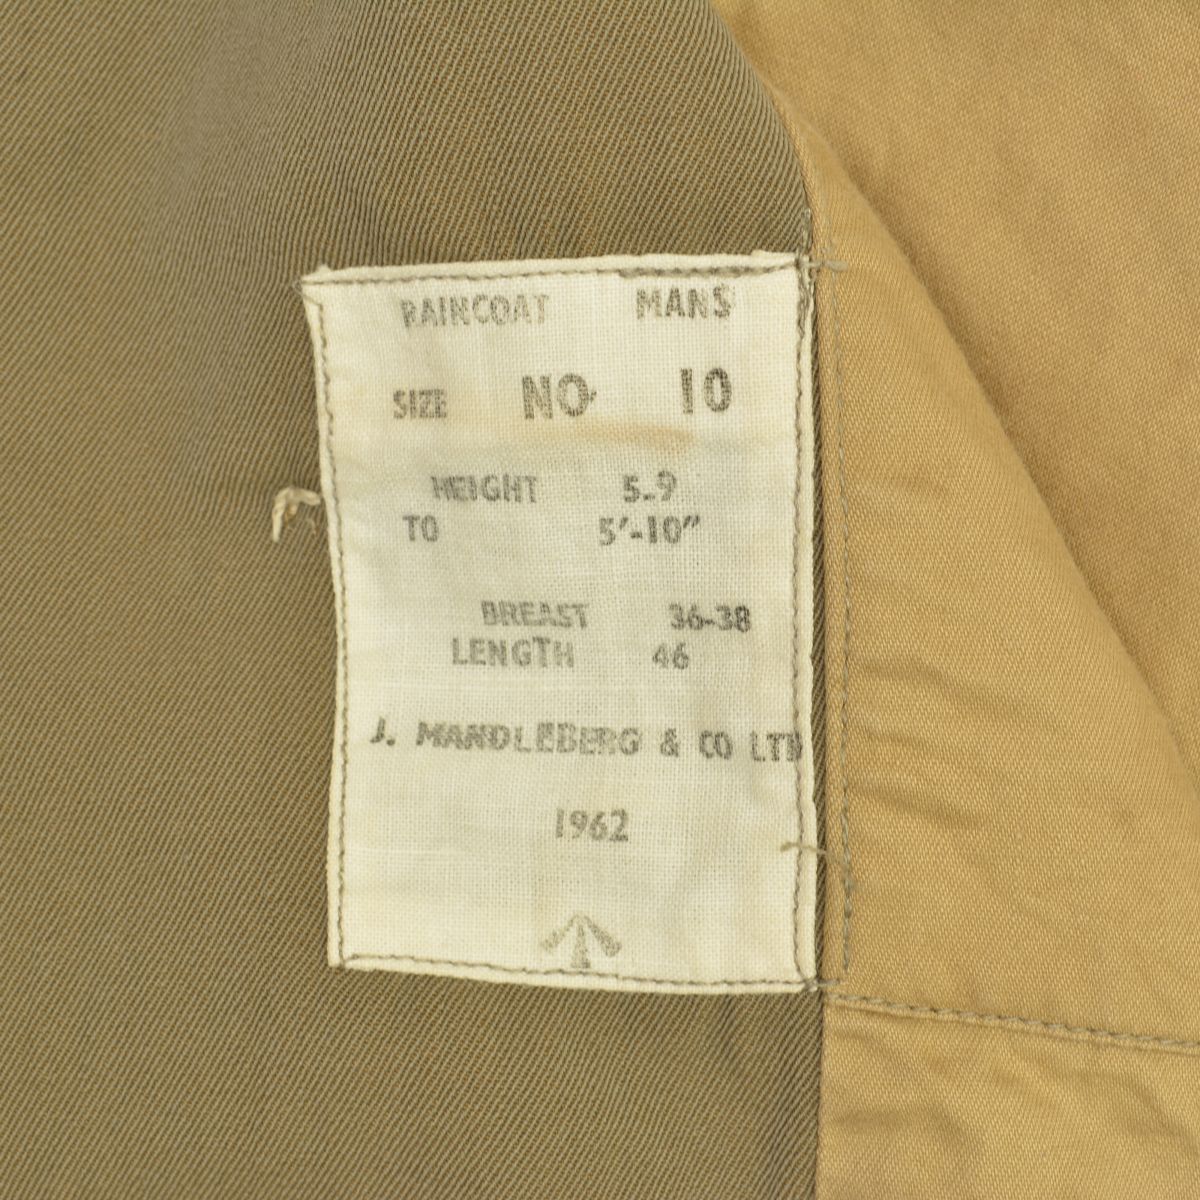 RAINCOAT MANS
SIZE NO. 10
HEIGHT 5-9
TO 5'-10"
BREAST 36-38
LENGTH 46
J. MANDLEBERG & CO LTD
1962